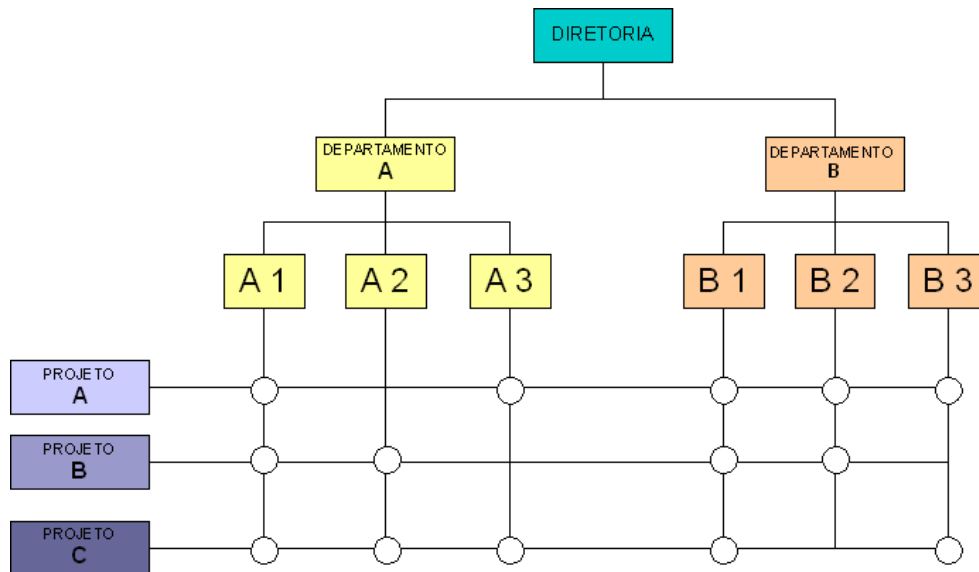 DIRETORIA
DEPARTAMENTO
A
DEPARTAMENTO
B
A 1
A 2
A 3
B 1
B 2
B 3
PROJETO
A
PROJETO
B
PROJETO
C